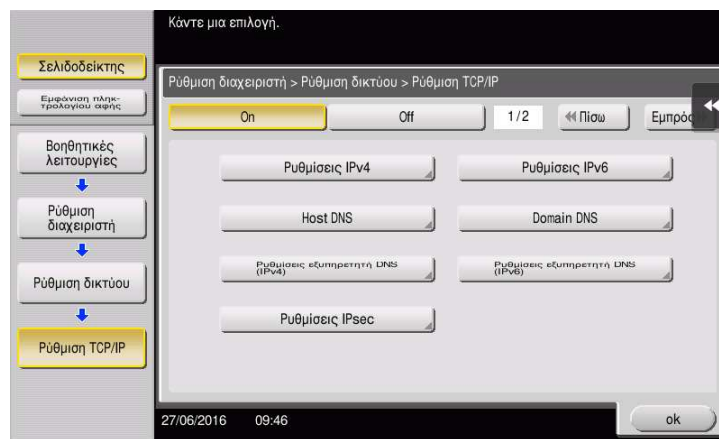 Κάντε μια επιλογή.
Σελιδοδείκτης
Εμφάνιση πληκ-
τρολογίου αφής
Βοηθητικές
λειτουργίες
Ρύθμιση
διαχειριστή
Ρύθμιση δικτύου
Ρύθμιση TCP/IP
Ρύθμιση διαχειριστή > Ρύθμιση δικτύου > Ρύθμιση TCP/IP
On
Off
1/2
Πίσω
Εμπρός
Ρυθμίσεις IPv4
Ρυθμίσεις IPv6
Host DNS
Domain DNS
Ρυθμίσεις εξυπηρετητή DNS
(IPv4)
Ρυθμίσεις εξυπηρετητή DNS
(IPv6)
Ρυθμίσεις IPsec
27/06/2016 09:46
ok